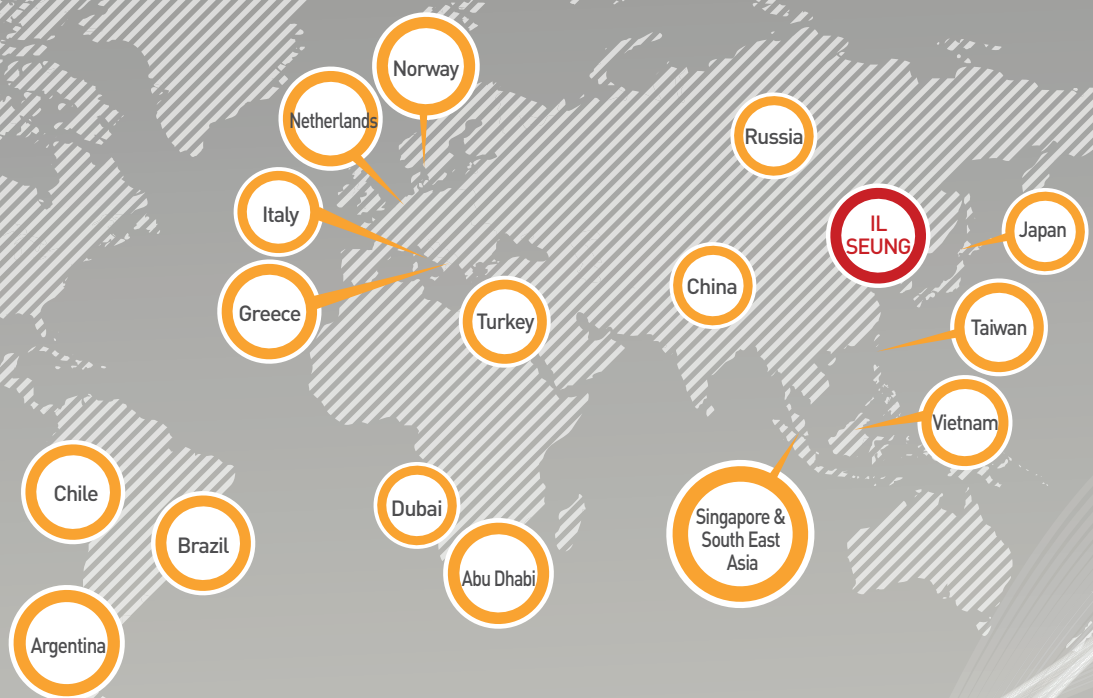 Norway
Netherlands
Russia
Italy
IL
SEUNG
Japan
China
Greece
Turkey
Taiwan
Vietnam
Chile
Dubai
Singapore &
South East
Asia
Brazil
Abu Dhabi
Argentina